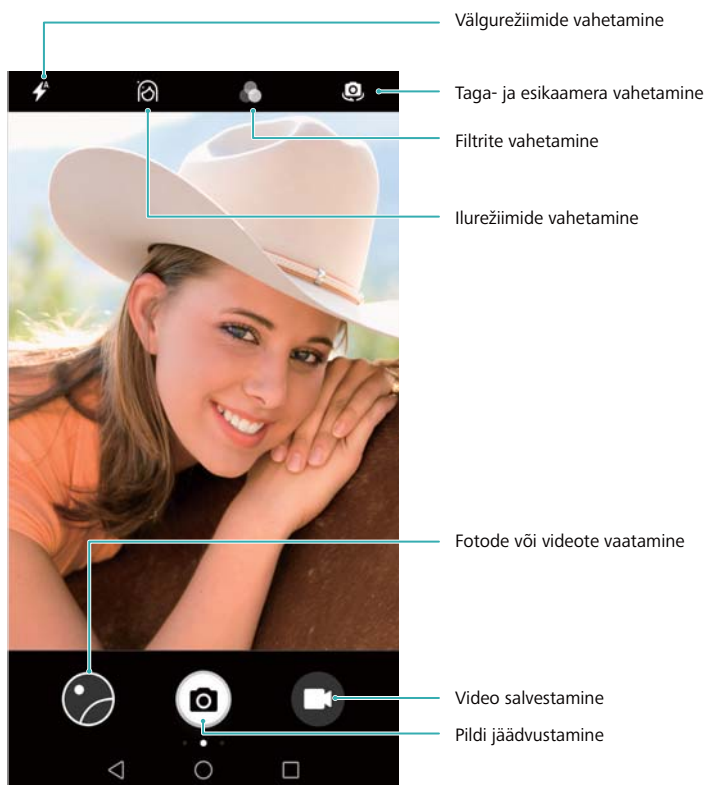 Välgurežiimide vahetamine
A
Taga- ja esikaamera vahetamine
Filtrite vahetamine
Ilurežiimide vahetamine
Fotode või videote vaatamine
Video salvestamine
Pildi jäädvustamine